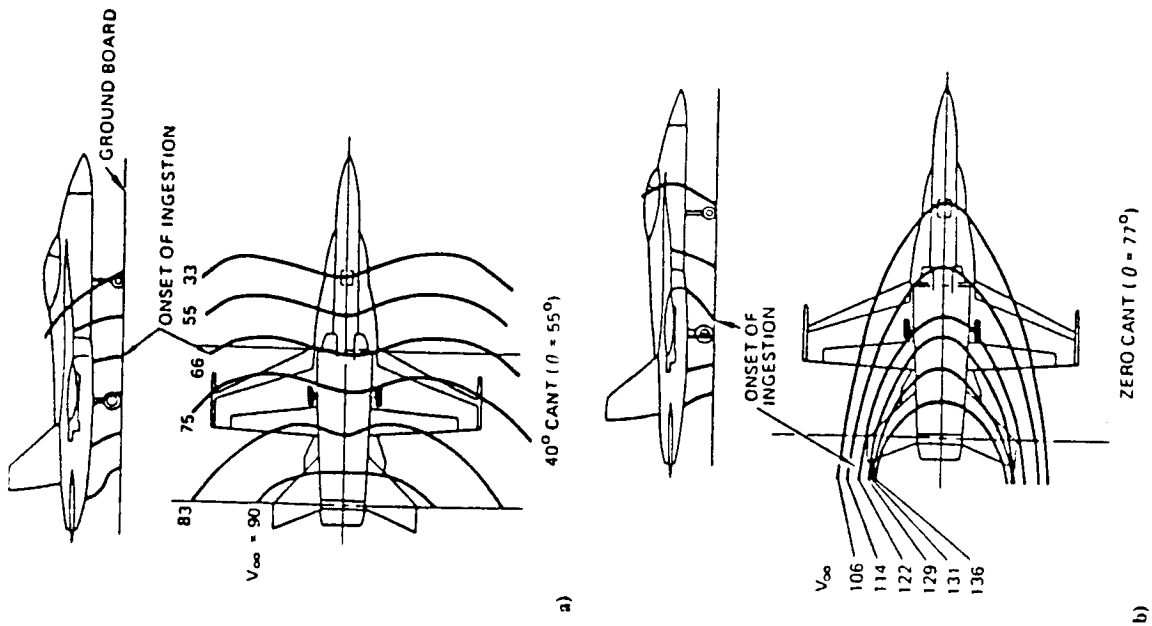 GROUND BOARD
ONSET OF INGESTION
33
55
66
75
83
V∞ = 90
40° CANT (θ = 55°)
a)
ONSET OF
INGESTION
V∞
106
114
122
129
131
136
ZERO CANT (θ = 77°)
b)